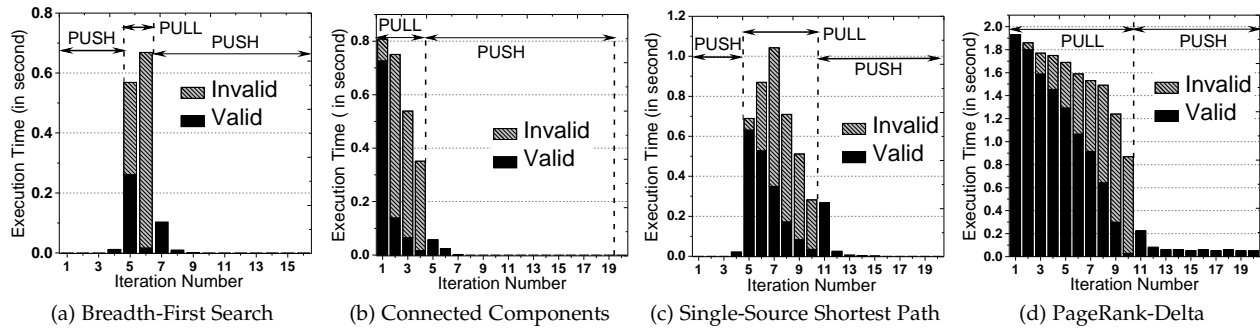 Execution Time (in second)
0.8
0.6
0.4
0.2
0.0
PULL
PUSH
PUSH
Invalid
Valid
1 3 5 7 9 11 13 15
Iteration Number
(a) Breadth-First Search
Execution Time (in second)
0.8
0.6
0.4
0.2
0.0
PULL
PUSH
Invalid
Valid
1 3 5 7 9 11 13 15 17 19
Iteration Number
(b) Connected Components
Execution Time (in second)
1.2
1.0
0.8
0.6
0.4
0.2
0.0
PUSH
PULL
PUSH
Invalid
Valid
1 3 5 7 9 11 13 15 17 19
Iteration Number
(c) Single-Source Shortest Path
Execution Time (in second)
2.0
1.8
1.6
1.4
1.2
1.0
0.8
0.6
0.4
0.2
0.0
PULL
PUSH
Invalid
Valid
1 3 5 7 9 11 13 15 17 19
Iteration Number
(d) PageRank-Delta